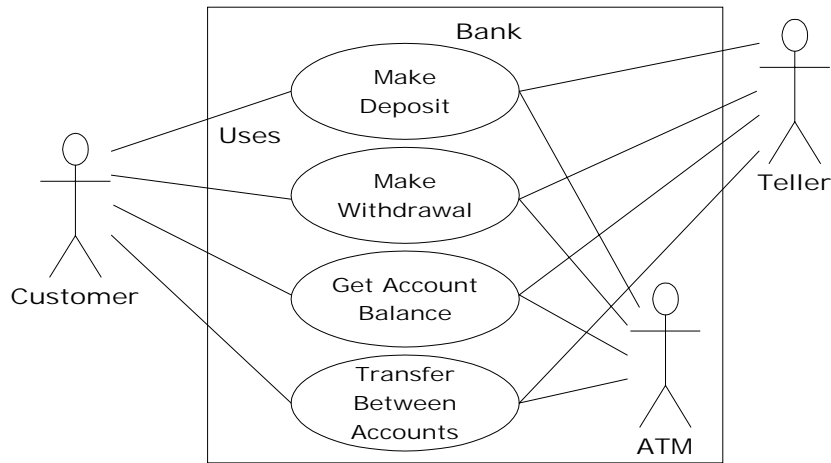 Bank
Make
Deposit
Uses
Make
Withdrawal
Teller
Customer
Get Account
Balance
Transfer
Between
Accounts
ATM